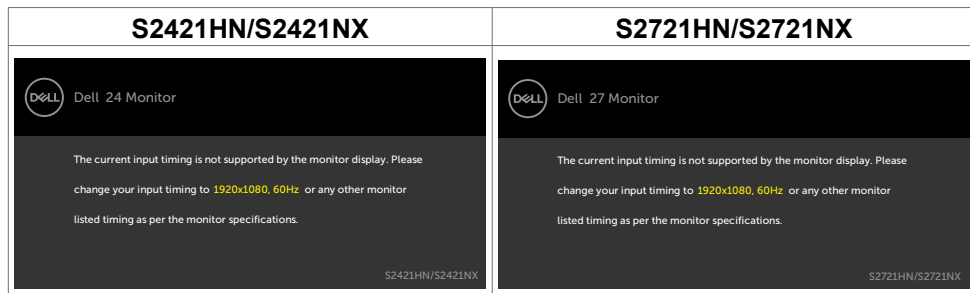 S2421HN/S2421NX
S2721HN/S2721NX
DELL
Dell 24 Monitor
The current input timing is not supported by the monitor display. Please
change your input timing to 1920x1080, 60Hz or any other monitor
listed timing as per the monitor specifications.
S2421HN/S2421NX
DELL
Dell 27 Monitor
The current input timing is not supported by the monitor display. Please
change your input timing to 1920x1080, 60Hz or any other monitor
listed timing as per the monitor specifications.
S2721HN/S2721NX